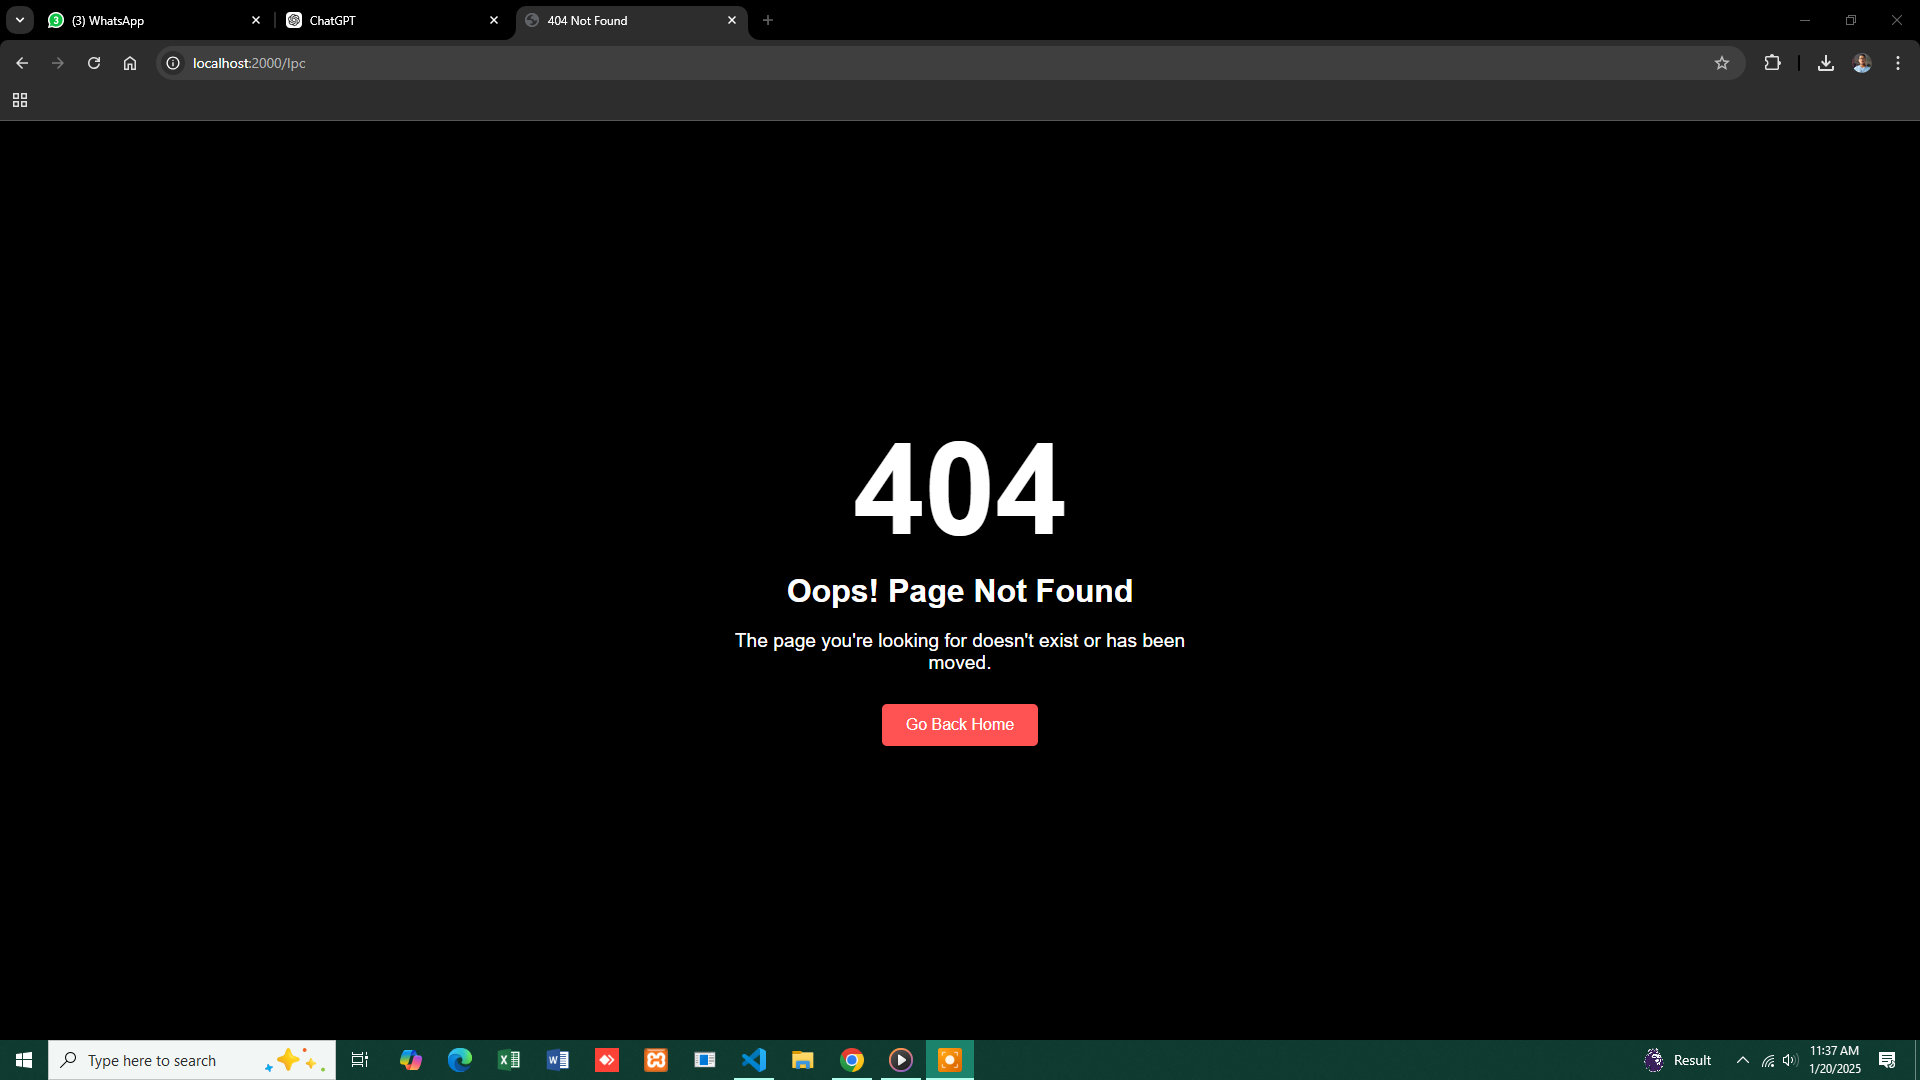 (3) WhatsApp
ChatGPT
404 Not Found
localhost:2000/lpc
404
Oops! Page Not Found
The page you're looking for doesn't exist or has been
moved.
Go Back Home
Type here to search
Result
11:37 AM
1/20/2025